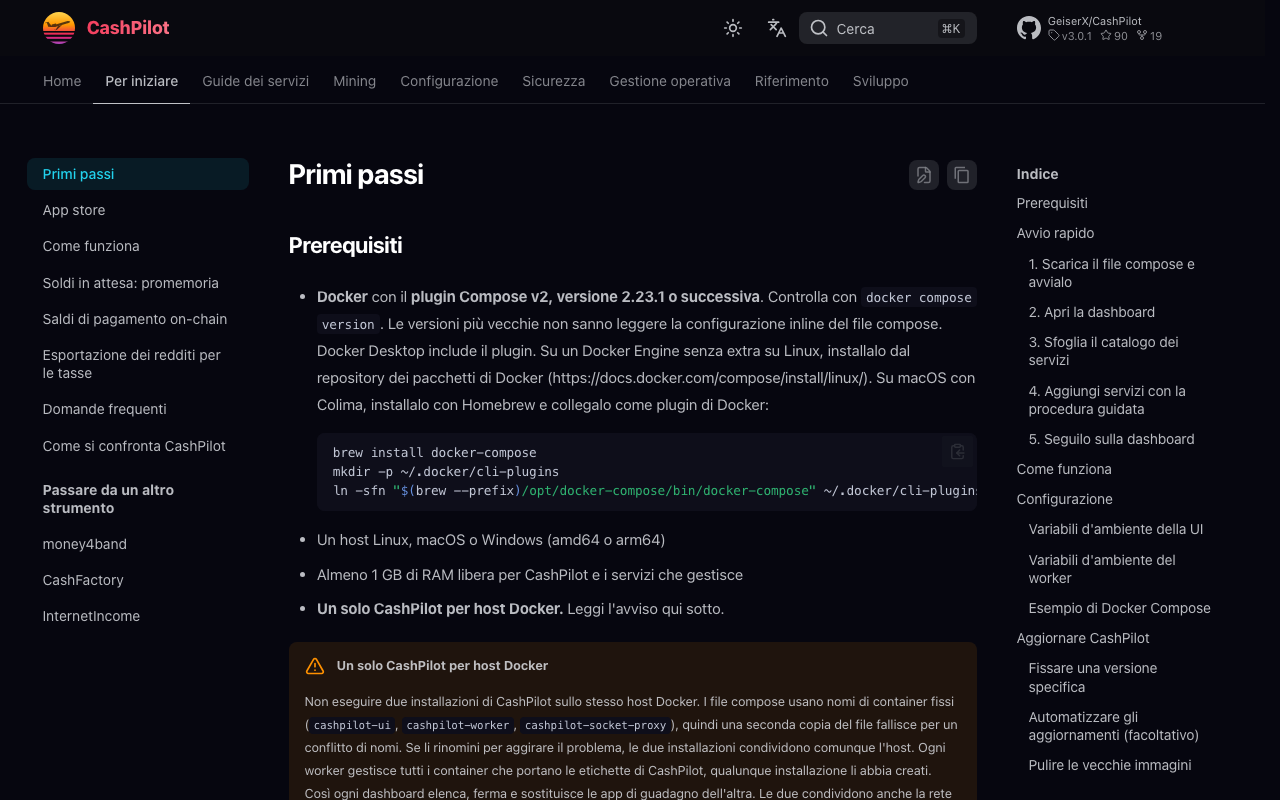 CashPilot
Cerca
⌘K
GeiserX/CashPilot
v3.0.1
90
19
Home
Per iniziare
Guide dei servizi
Mining
Configurazione
Sicurezza
Gestione operativa
Riferimento
Sviluppo
Primi passi
App store
Come funziona
Soldi in attesa: promemoria
Saldi di pagamento on-chain
Esportazione dei redditi per
le tasse
Domande frequenti
Come si confronta CashPilot
Passare da un altro
strumento
money4band
CashFactory
InternetIncome
Primi passi
Prerequisiti
Docker con il plugin Compose v2, versione 2.23.1 o successiva. Controlla con docker compose
version. Le versioni più vecchie non sanno leggere la configurazione inline del file compose.
Docker Desktop include il plugin. Su un Docker Engine senza extra su Linux, installalo dal
repository dei pacchetti di Docker (https://docs.docker.com/compose/install/linux/). Su macOS con
Colima, installalo con Homebrew e collegalo come plugin di Docker:
brew install docker-compose
mkdir -p ~/.docker/cli-plugins
ln -sfn "$(brew --prefix)/opt/docker-compose/bin/docker-compose" ~/.docker/cli-plugins
Un host Linux, macOS o Windows (amd64 o arm64)
Almeno 1 GB di RAM libera per CashPilot e i servizi che gestisce
Un solo CashPilot per host Docker. Leggi l'avviso qui sotto.
Un solo CashPilot per host Docker
Non eseguire due installazioni di CashPilot sullo stesso host Docker. I file compose usano nomi di container fissi
(cashpilot-ui, cashpilot-worker, cashpilot-socket-proxy), quindi una seconda copia del file fallisce per un
conflitto di nomi. Se li rinomini per aggirare il problema, le due installazioni condividono comunque l'host. Ogni
worker gestisce tutti i container che portano le etichette di CashPilot, qualunque installazione li abbia creati.
Così ogni dashboard elenca, ferma e sostituisce le app di guadagno dell'altra. Le due condividono anche la rete
Indice
Prerequisiti
Avvio rapido
1. Scarica il file compose e
avvialo
2. Apri la dashboard
3. Sfoglia il catalogo dei
servizi
4. Aggiungi servizi con la
procedura guidata
5. Seguilo sulla dashboard
Come funziona
Configurazione
Variabili d'ambiente della UI
Variabili d'ambiente del
worker
Esempio di Docker Compose
Aggiornare CashPilot
Fissare una versione
specifica
Automatizzare gli
aggiornamenti (facoltativo)
Pulire le vecchie immagini